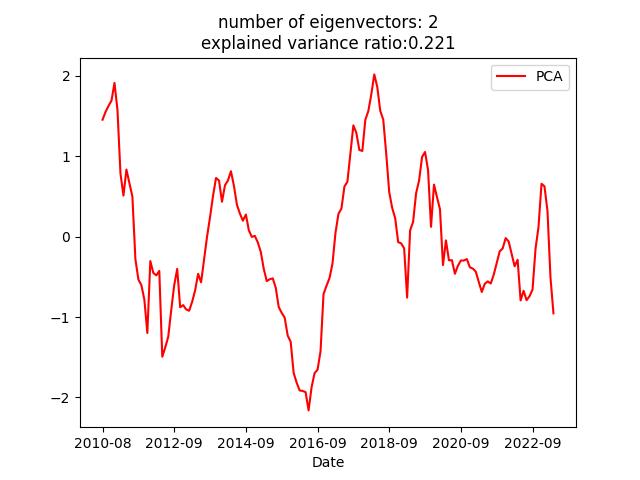 number of eigenvectors: 2
explained variance ratio:0.221
PCA
2
1
0
−1
−2
2010-08 2012-09 2014-09 2016-09 2018-09 2020-09 2022-09
Date